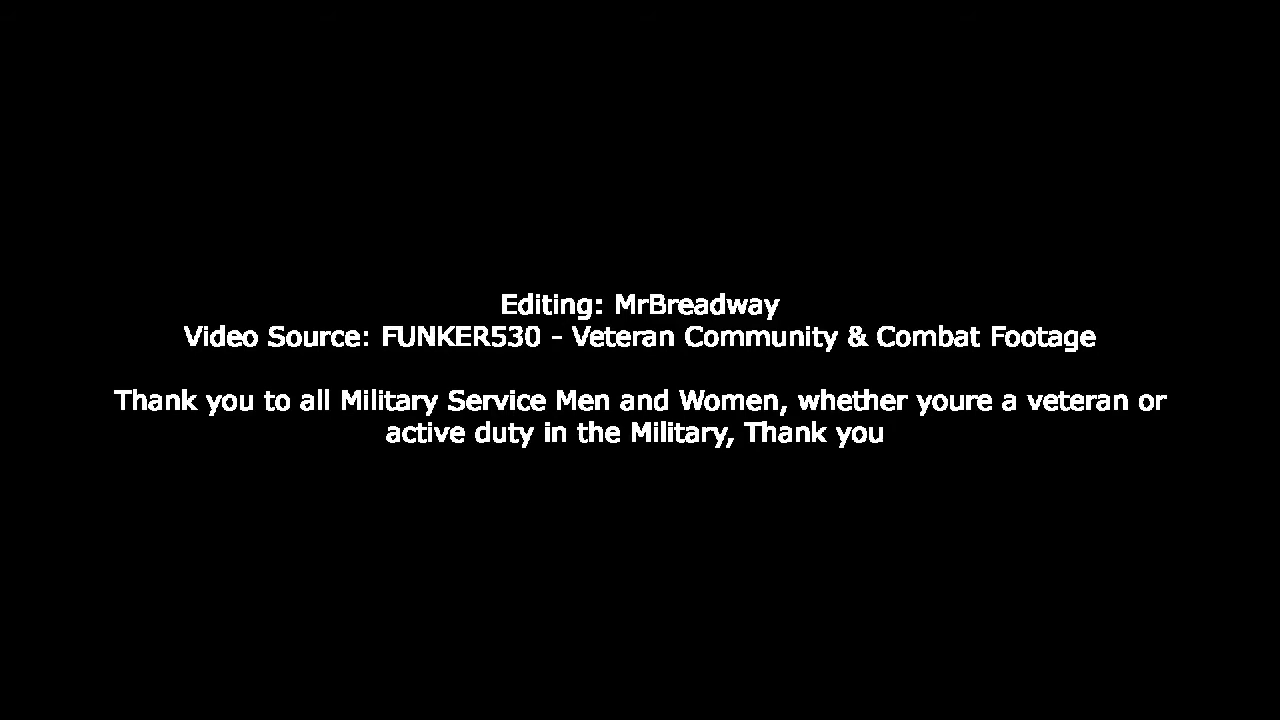 Editing: MrBreadway
Video Source: FUNKER530 - Veteran Community & Combat Footage
Thank you to all Military Service Men and Women, whether youre a veteran or
active duty in the Military, Thank you